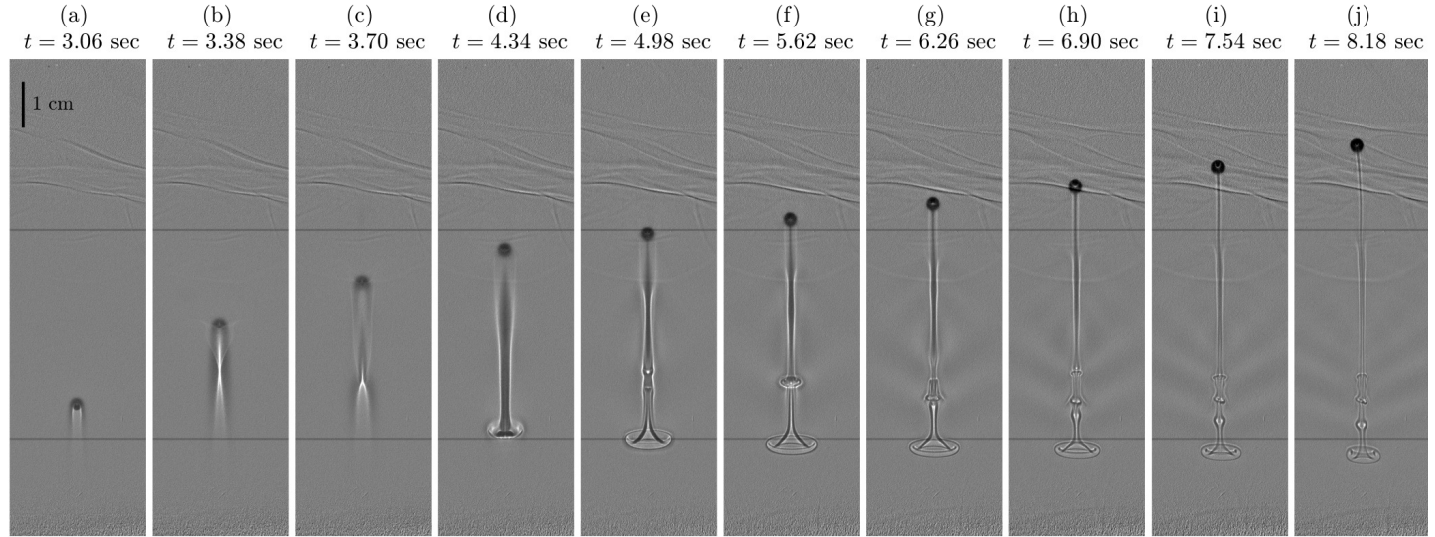 (a) (b) (c) (d) (e) (f) (g) (h) (i) (j)
t = 3.06 sec t = 3.38 sec t = 3.70 sec t = 4.34 sec t = 4.98 sec t = 5.62 sec t = 6.26 sec t = 6.90 sec t = 7.54 sec t = 8.18 sec
1 cm